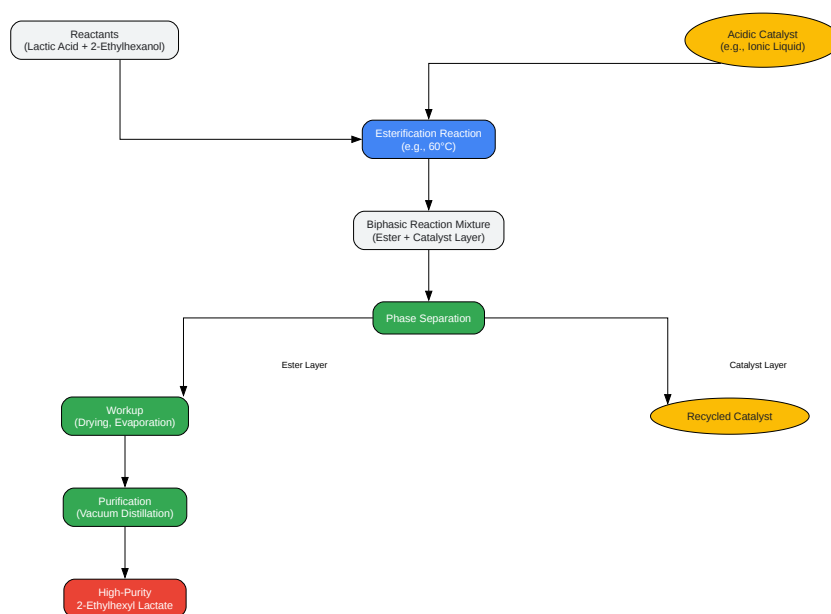 Reactants
(Lactic Acid + 2-Ethylhexanol)
Acidic Catalyst
(e.g., Ionic Liquid)
Esterification Reaction
(e.g., 60°C)
Biphasic Reaction Mixture
(Ester + Catalyst Layer)
Phase Separation
Ester Layer
Catalyst Layer
Workup
(Drying, Evaporation)
Recycled Catalyst
Purification
(Vacuum Distillation)
High-Purity
2-Ethylhexyl Lactate